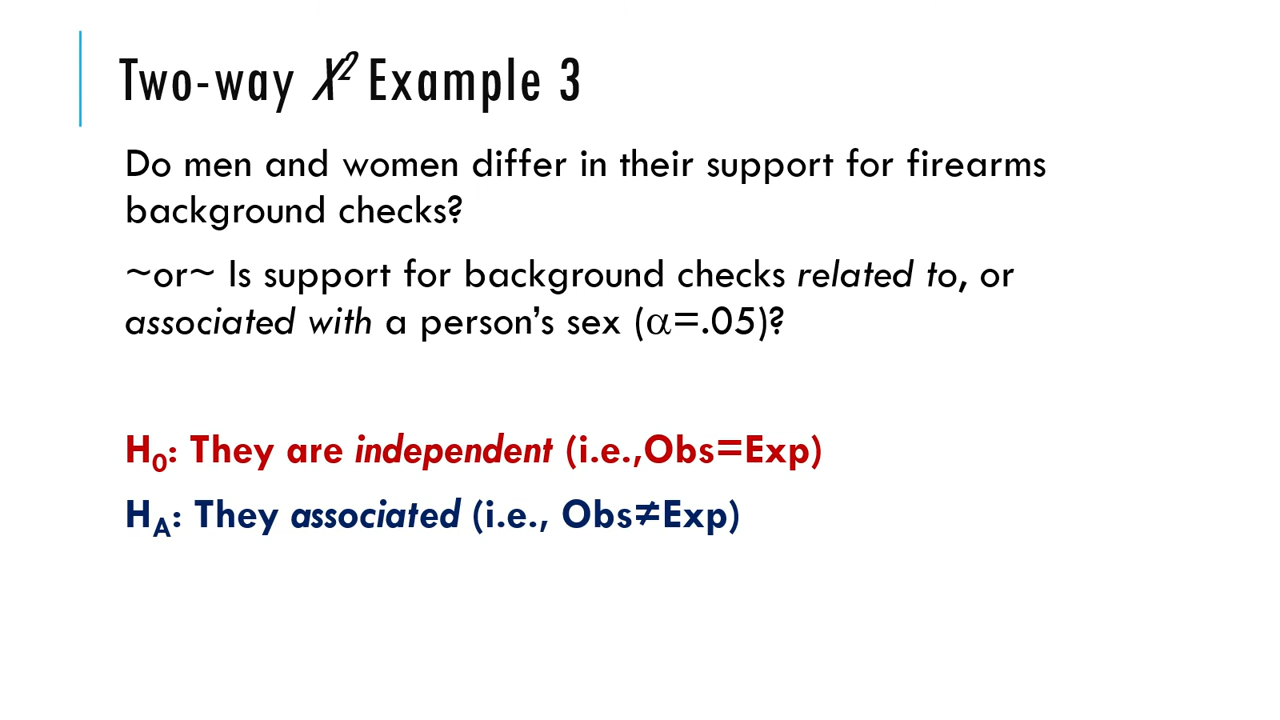 Two-way X² Example 3
Do men and women differ in their support for firearms
background checks?
~or~ Is support for background checks related to, or
associated with a person’s sex (α=.05)?
H₀: They are independent (i.e.,Obs=Exp)
H_A: They associated (i.e., Obs≠Exp)